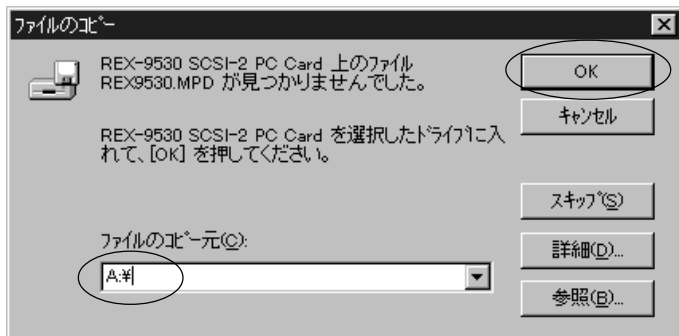 ファイルのコピー
REX-9530 SCSI-2 PC Card 上のファイル
REX9530.MPD が見つかりませんでした。
REX-9530 SCSI-2 PC Card を選択したドライブに入
れて、[OK] を押してください。
ファイルのコピー元(C):
A:¥
OK
キャンセル
スキップ(S)
詳細(D)...
参照(B)...